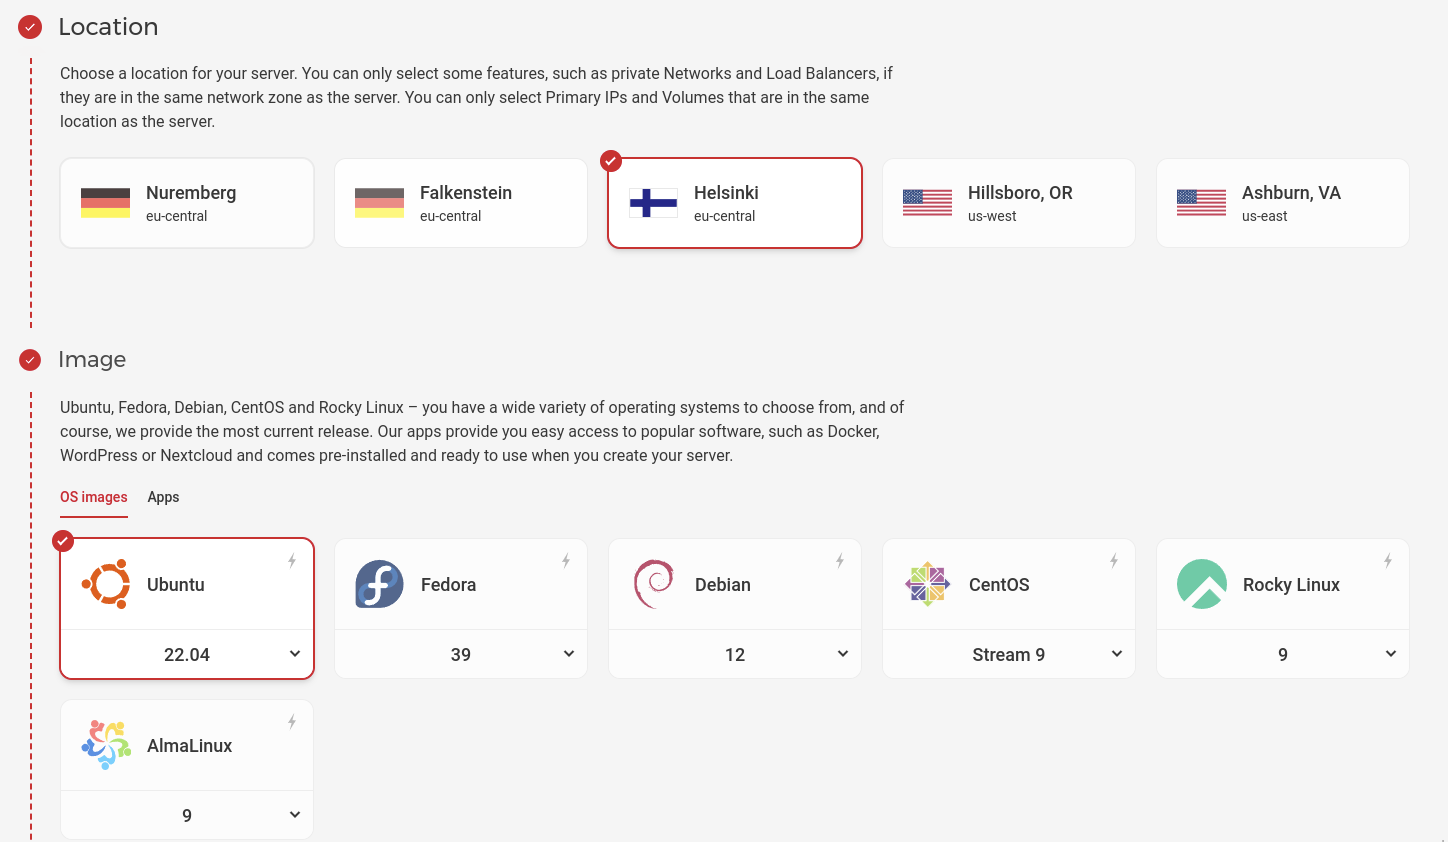 Location
Choose a location for your server. You can only select some features, such as private Networks and Load Balancers, if
they are in the same network zone as the server. You can only select Primary IPs and Volumes that are in the same
location as the server.
Nuremberg
eu-central
Falkenstein
eu-central
Helsinki
eu-central
Hillsboro, OR
us-west
Ashburn, VA
us-east
Image
Ubuntu, Fedora, Debian, CentOS and Rocky Linux – you have a wide variety of operating systems to choose from, and of
course, we provide the most current release. Our apps provide you easy access to popular software, such as Docker,
WordPress or Nextcloud and comes pre-installed and ready to use when you create your server.
OS images Apps
Ubuntu
22.04
Fedora
39
Debian
12
CentOS
Stream 9
Rocky Linux
9
AlmaLinux
9